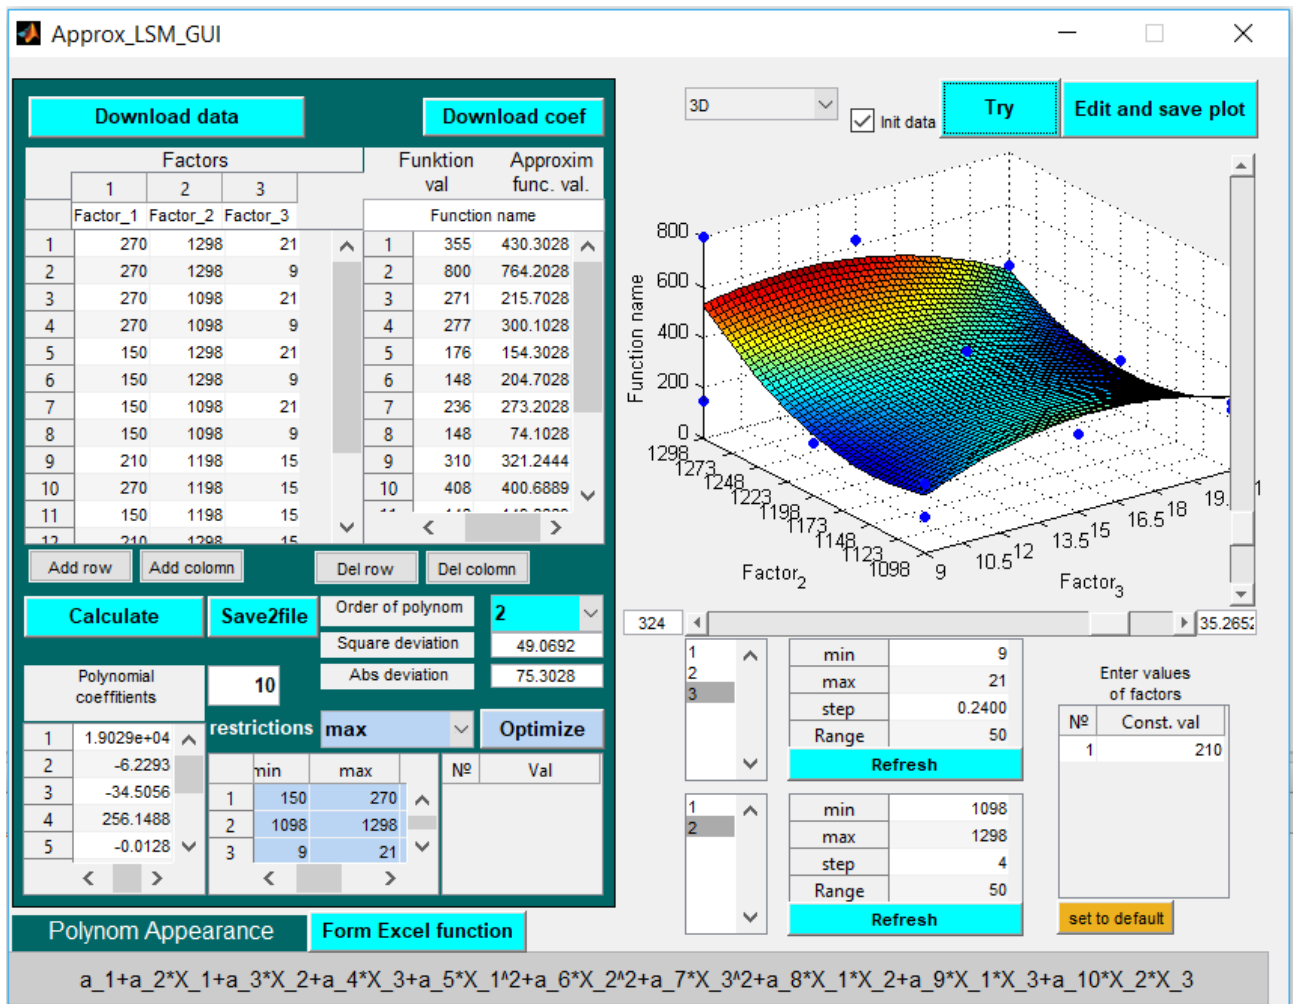 Approx_LSM_GUI
Download data
Download coef
Factors
1 2 3
Factor_1 Factor_2 Factor_3
1 270 1298 21
2 270 1298 9
3 270 1098 21
4 270 1098 9
5 150 1298 21
6 150 1298 9
7 150 1098 21
8 150 1098 9
9 210 1198 15
10 270 1198 15
11 150 1198 15
12 210 1298 15
Funktion val
Approxim func. val.
Function name
1 355 430.3028
2 800 764.2028
3 271 215.7028
4 277 300.1028
5 176 154.3028
6 148 204.7028
7 236 273.2028
8 148 74.1028
9 310 321.2444
10 408 400.6889
Add row
Add colomn
Del row
Del colomn
Calculate
Save2file
Order of polynom 2
Square deviation 49.0692
Abs deviation 75.3028
Polynomial
coeffitients
10
1 1.9029e+04
2 -6.2293
3 -34.5056
4 256.1488
5 -0.0128
restrictions
max
Optimize
min max
1 150 270
2 1098 1298
3 9 21
Nº Val
Polynom Appearance
Form Excel function
3D
Init data
Try
Edit and save plot
Function name
800
600
400
200
0
1298
1273
1248
1223
1198
1173
1148
1123
1098
Factor2
9
10.5
12
13.5
15
16.5
18
19.
1
Factor3
324
35.2652
1
2
3
min 9
max 21
step 0.2400
Range 50
Refresh
1
2
min 1098
max 1298
step 4
Range 50
Refresh
Enter values
of factors
Nº Const. val
1 210
set to default
a_1+a_2*X_1+a_3*X_2+a_4*X_3+a_5*X_1^2+a_6*X_2^2+a_7*X_3^2+a_8*X_1*X_2+a_9*X_1*X_3+a_10*X_2*X_3